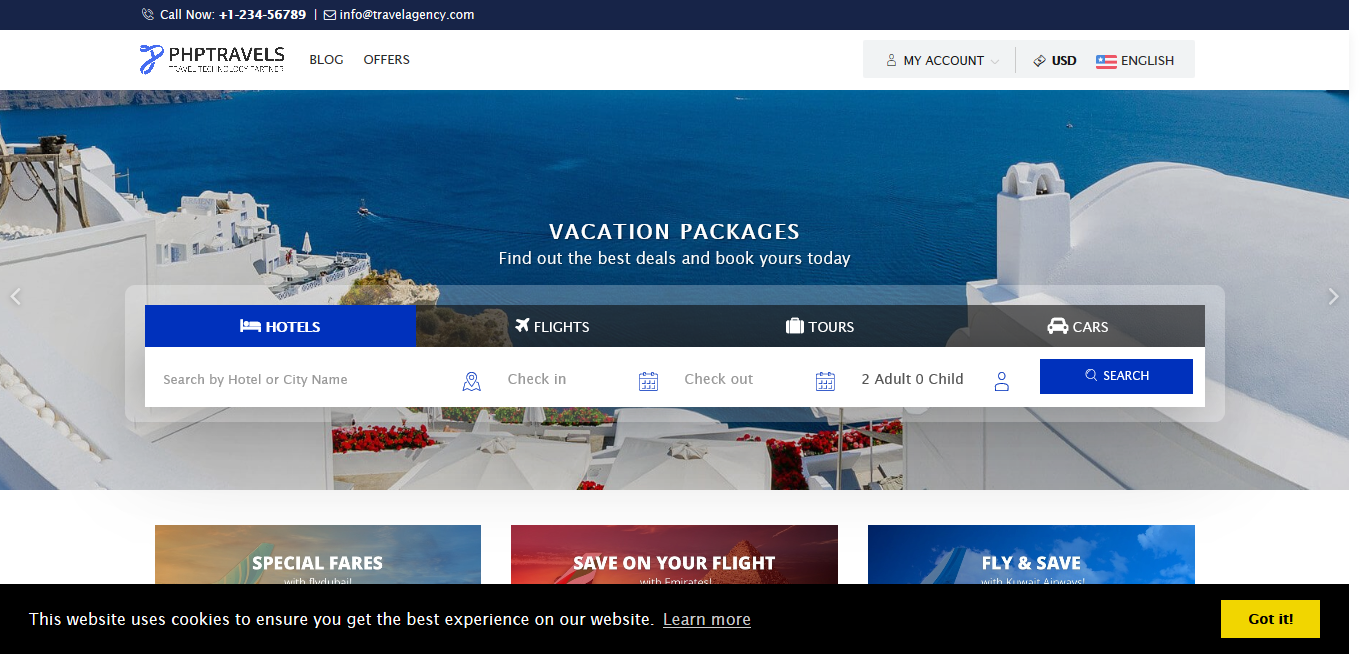 Call Now: +1-234-56789 | info@travelagency.com
PHPTRAVELS
TRAVEL TECHNOLOGY PARTNER
BLOG OFFERS
MY ACCOUNT USD ENGLISH
VACATION PACKAGES
Find out the best deals and book yours today
HOTELS FLIGHTS TOURS CARS
Search by Hotel or City Name Check in Check out 2 Adult 0 Child SEARCH
SPECIAL FARES SAVE ON YOUR FLIGHT FLY & SAVE
with flydubai! with Emirates! with Kuwait Airways!
This website uses cookies to ensure you get the best experience on our website. Learn more Got it!